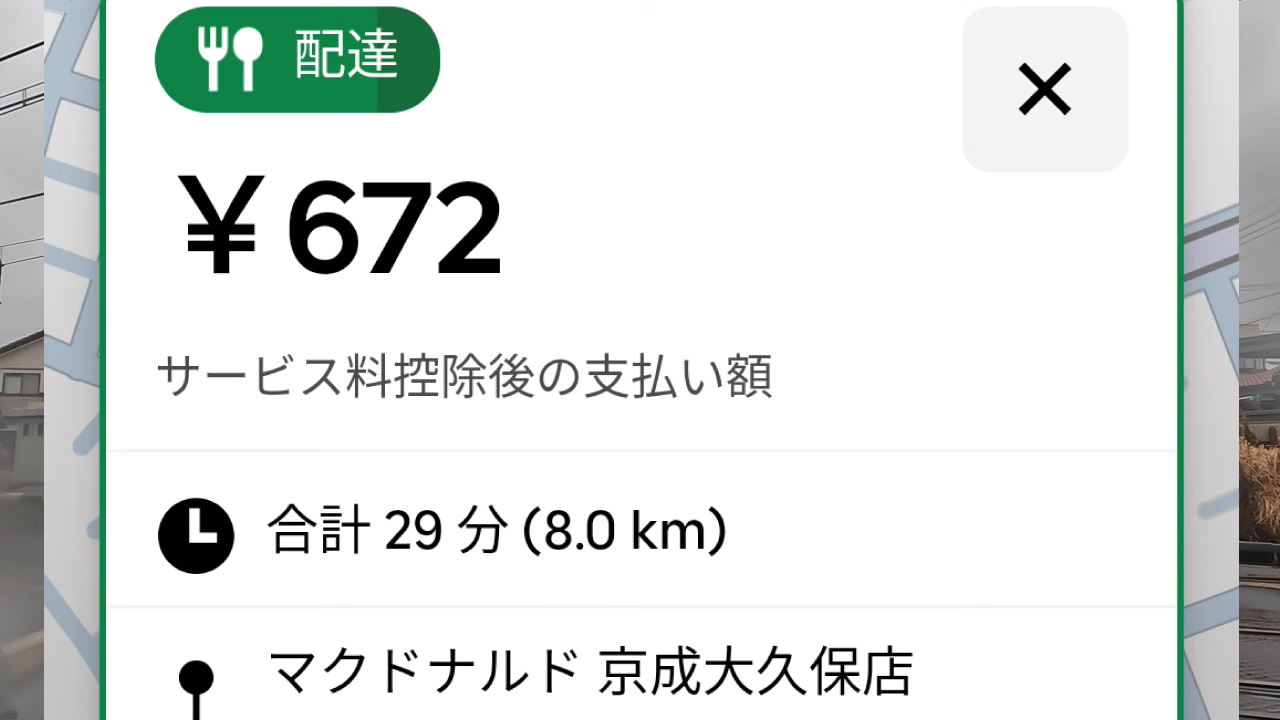 配達
¥672
サービス料控除後の支払い額
合計 29 分 (8.0 km)
マクドナルド 京成大久保店